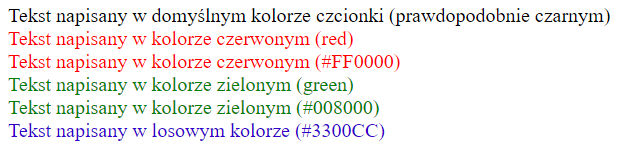 Tekst napisany w domyślnym kolorze czcionki (prawdopodobnie czarnym)
Tekst napisany w kolorze czerwonym (red)
Tekst napisany w kolorze czerwonym (#FF0000)
Tekst napisany w kolorze zielonym (green)
Tekst napisany w kolorze zielonym (#008000)
Tekst napisany w losowym kolorze (#3300CC)